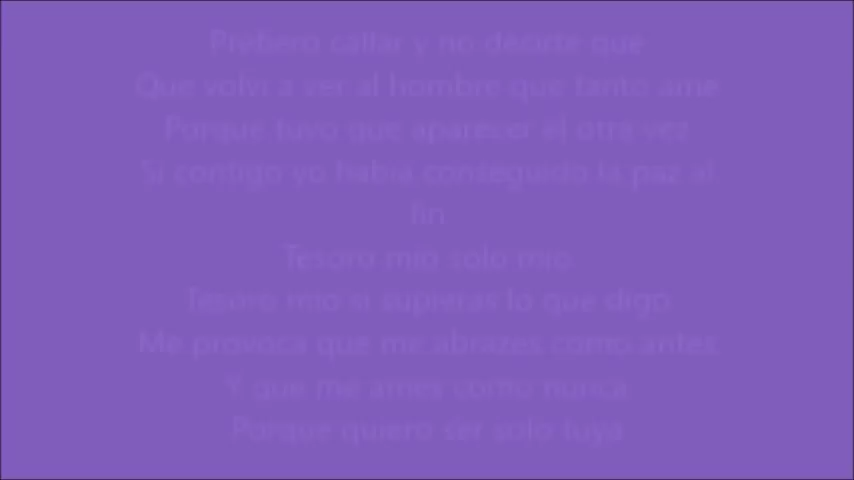 Prefiero callar y no decirte que
Que volvi a ver al hombre que tanto ame
Porque tuvo que aparecer el otra vez
Si contigo yo habia conseguido la paz al
fin
Tesoro mio solo mio
Tesoro mio si supieras lo que digo
Me provoca que me abrazes como antes
Y que me ames como nunca
Porque quiero ser solo tuya